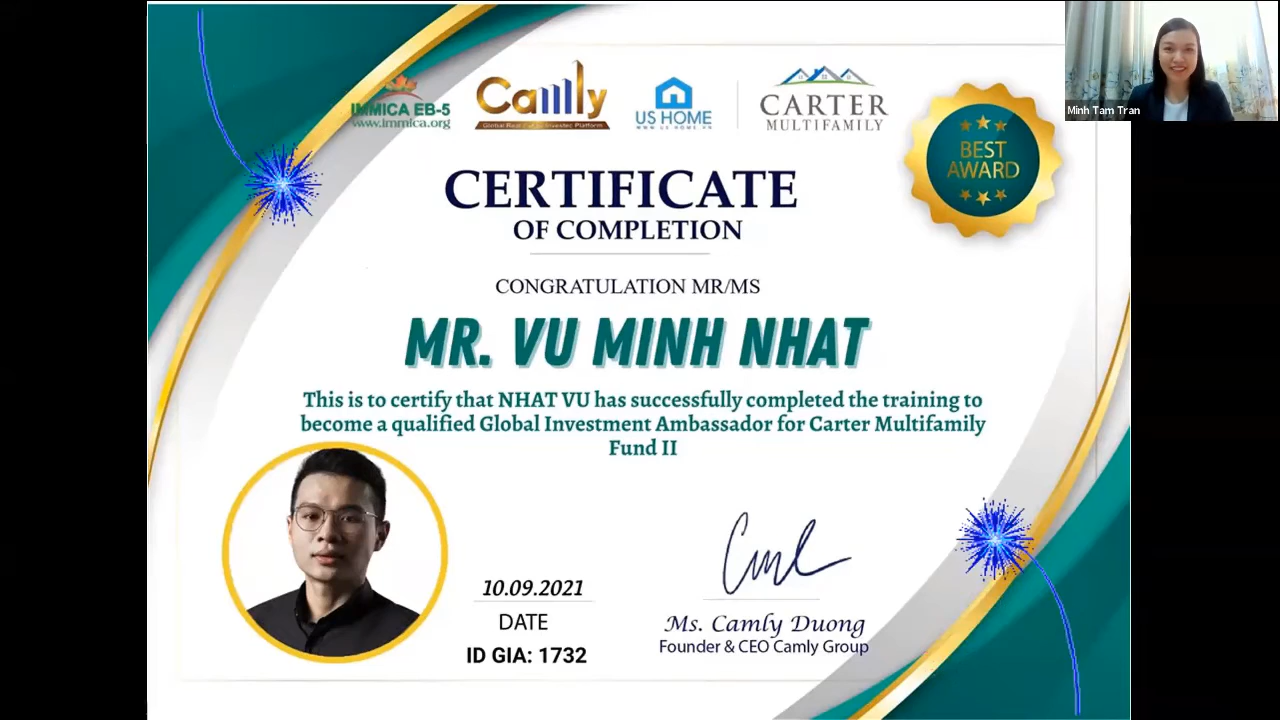 IMMICA EB-5
www.immica.org
Camly
US HOME
WWW.USHOME.VN
CARTER
MULTIFAMILY
Minh Tam Tran
BEST
AWARD
CERTIFICATE
OF COMPLETION
CONGRATULATION MR/MS
MR. VU MINH NHAT
This is to certify that NHAT VU has successfully completed the training to
become a qualified Global Investment Ambassador for Carter Multifamily
Fund II
10.09.2021
DATE
ID GIA: 1732
Ms. Camly Duong
Founder & CEO Camly Group